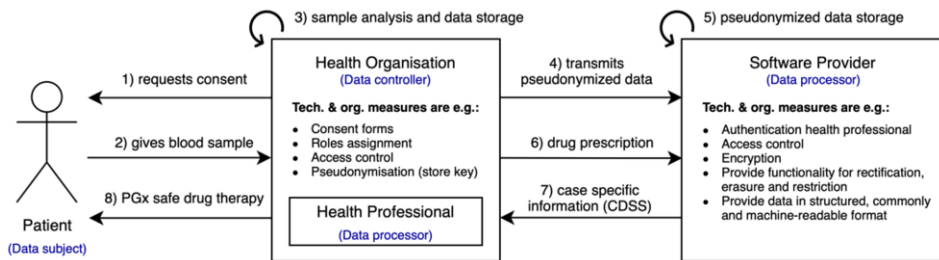 3) sample analysis and data storage
5) pseudonymized data storage
1) requests consent
2) gives blood sample
8) PGx safe drug therapy
Patient
(Data subject)
Health Organisation
(Data controller)
Tech. & org. measures are e.g.:
• Consent forms
• Roles assignment
• Access control
• Pseudonymisation (store key)
Health Professional
(Data processor)
4) transmits
pseudonymized data
6) drug prescription
7) case specific
information (CDSS)
Software Provider
(Data processor)
Tech. & org. measures are e.g.:
• Authentication health professional
• Access control
• Encryption
• Provide functionality for rectification,
erasure and restriction
• Provide data in structured, commonly
and machine-readable format